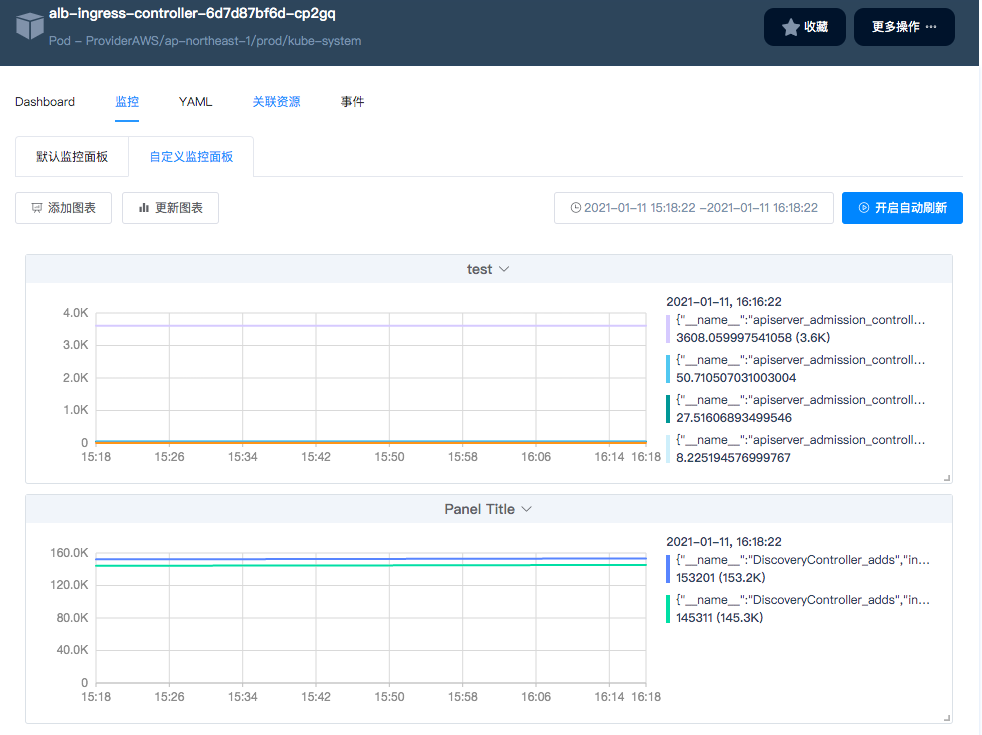 alb-ingress-controller-6d7d87bf6d-cp2gq
Pod - ProviderAWS/ap-northeast-1/prod/kube-system
收藏
更多操作 ···
Dashboard
监控
YAML
关联资源
事件
默认监控面板
自定义监控面板
添加图表
更新图表
2021-01-11 15:18:22 -2021-01-11 16:18:22
开启自动刷新
test
4.0K
3.0K
2.0K
1.0K
0
15:18 15:26 15:34 15:42 15:50 15:58 16:06 16:14 16:18
2021-01-11, 16:16:22
{"__name__":"apiserver_admission_controll...
3608.059997541058 (3.6K)
{"__name__":"apiserver_admission_controll...
50.710507031003004
{"__name__":"apiserver_admission_controll...
27.51606893499546
{"__name__":"apiserver_admission_controll...
8.225194576999767
Panel Title
160.0K
120.0K
80.0K
40.0K
0
15:18 15:26 15:34 15:42 15:50 15:58 16:06 16:14 16:18
2021-01-11, 16:18:22
{"__name__":"DiscoveryController_adds","in...
153201 (153.2K)
{"__name__":"DiscoveryController_adds","in...
145311 (145.3K)